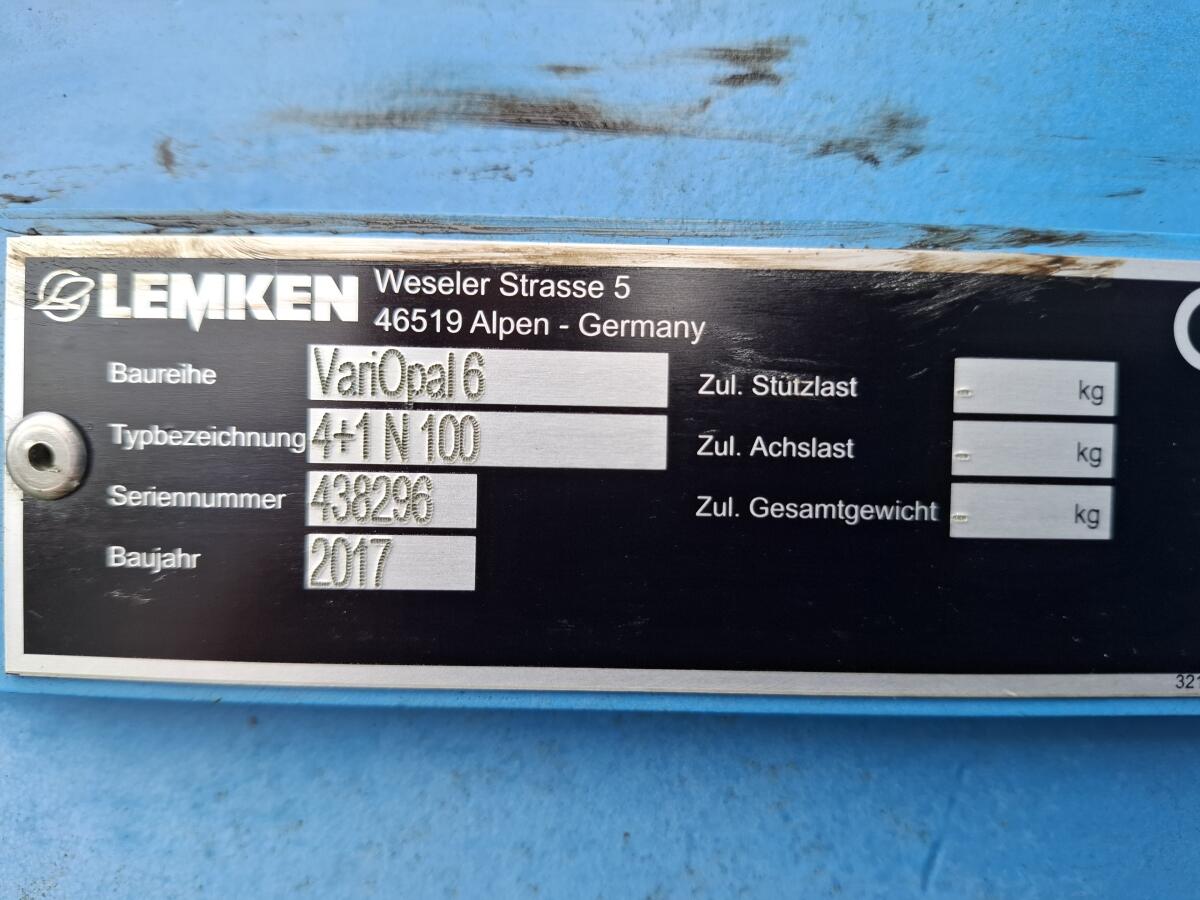 LEMKEN
Weseler Strasse 5
46519 Alpen - Germany
Baureihe VariOpal 6
Typbezeichnung 4+1 N 100
Seriennummer 438296
Baujahr 2017
Zul. Stützlast - kg
Zul. Achslast - kg
Zul. Gesamtgewicht - kg
321